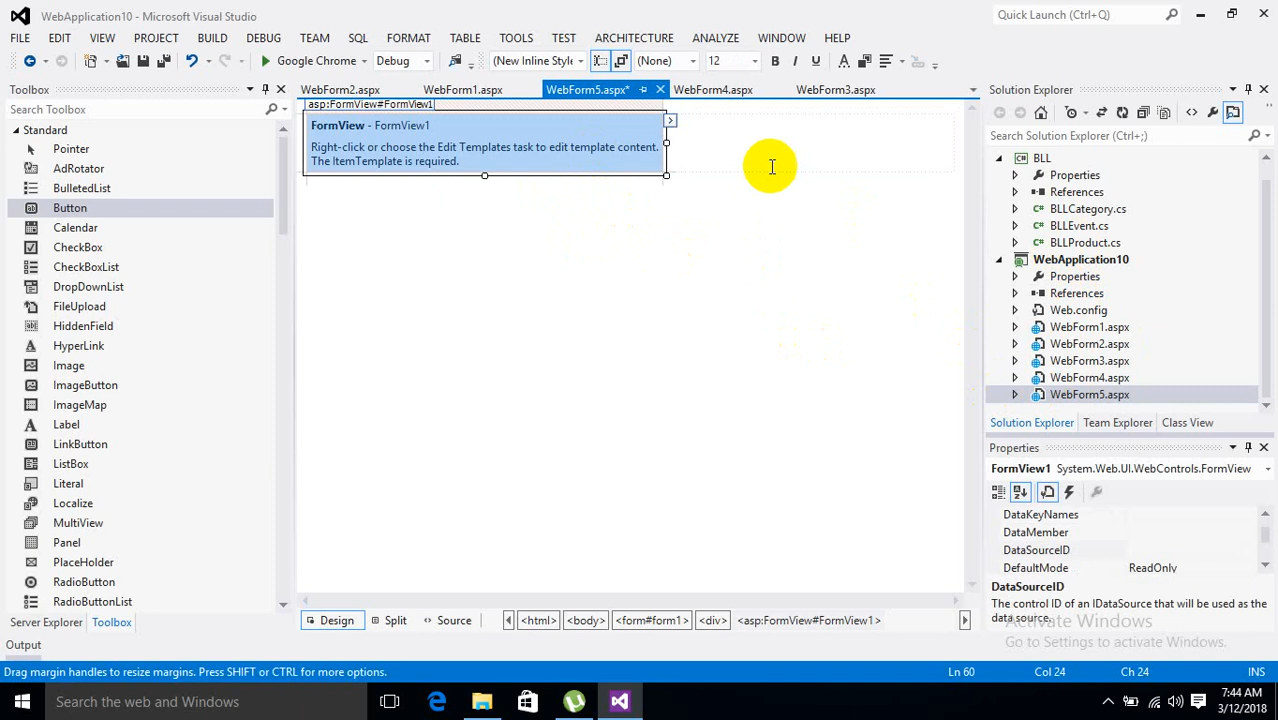 WebApplication10 - Microsoft Visual Studio
Quick Launch (Ctrl+Q)
FILE EDIT VIEW PROJECT BUILD DEBUG TEAM SQL FORMAT TABLE TOOLS TEST ARCHITECTURE ANALYZE WINDOW HELP
Google Chrome Debug (New Inline Style (None) 12 B I U A
Toolbox
WebForm2.aspx WebForm1.aspx WebForm5.aspx* WebForm4.aspx WebForm3.aspx
Solution Explorer
Search Toolbox
asp:FormView#FormView1
Search Solution Explorer (Ctrl+;)
Standard
Pointer
AdRotator
BulletedList
Button
Calendar
CheckBox
CheckBoxList
DropDownList
FileUpload
HiddenField
HyperLink
Image
ImageButton
ImageMap
Label
LinkButton
ListBox
Literal
Localize
MultiView
Panel
PlaceHolder
RadioButton
RadioButtonList
Server Explorer Toolbox
FormView - FormView1
Right-click or choose the Edit Templates task to edit template content.
The ItemTemplate is required.
Design Split Source <html> <body> <form#form1> <div> <asp:FormView#FormView1>
BLL
Properties
References
BLLCategory.cs
BLLEvent.cs
BLLProduct.cs
WebApplication10
Properties
References
Web.config
WebForm1.aspx
WebForm2.aspx
WebForm3.aspx
WebForm4.aspx
WebForm5.aspx
Solution Explorer Team Explorer Class View
Properties
FormView1 System.Web.UI.WebControls.FormView
DataKeyNames
DataMember
DataSourceID
DefaultMode ReadOnly
DataSourceID
The control ID of an IDataSource that will be used as the data source.
Activate Windows
Go to Settings to activate Windows.
Output
Drag margin handles to resize margins. Press SHIFT or CTRL for more options.
Ln 60 Col 24 Ch 24 INS
Search the web and Windows
7:44 AM
3/12/2018